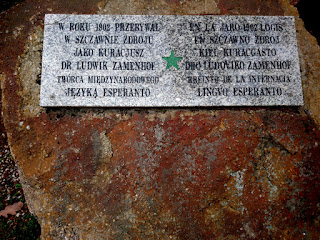 W ROKU 1902 PRZEBYWAŁ
W SZCZAWNIE ZDROJU
JAKO KURACJUSZ
DR LUDWIK ZAMENHOF
TWÓRCA MIĘDZYNARODOWEGO
JĘZYKA ESPERANTO
EN LA JARO 1902 LOĜIS
EN SZCZAWNO ZDRÓJ
KIEL KURACGASTO
DRO LUDOVIKO ZAMENHOF
KREINTO DE LA INTERNACIA
LINGVO ESPERANTO